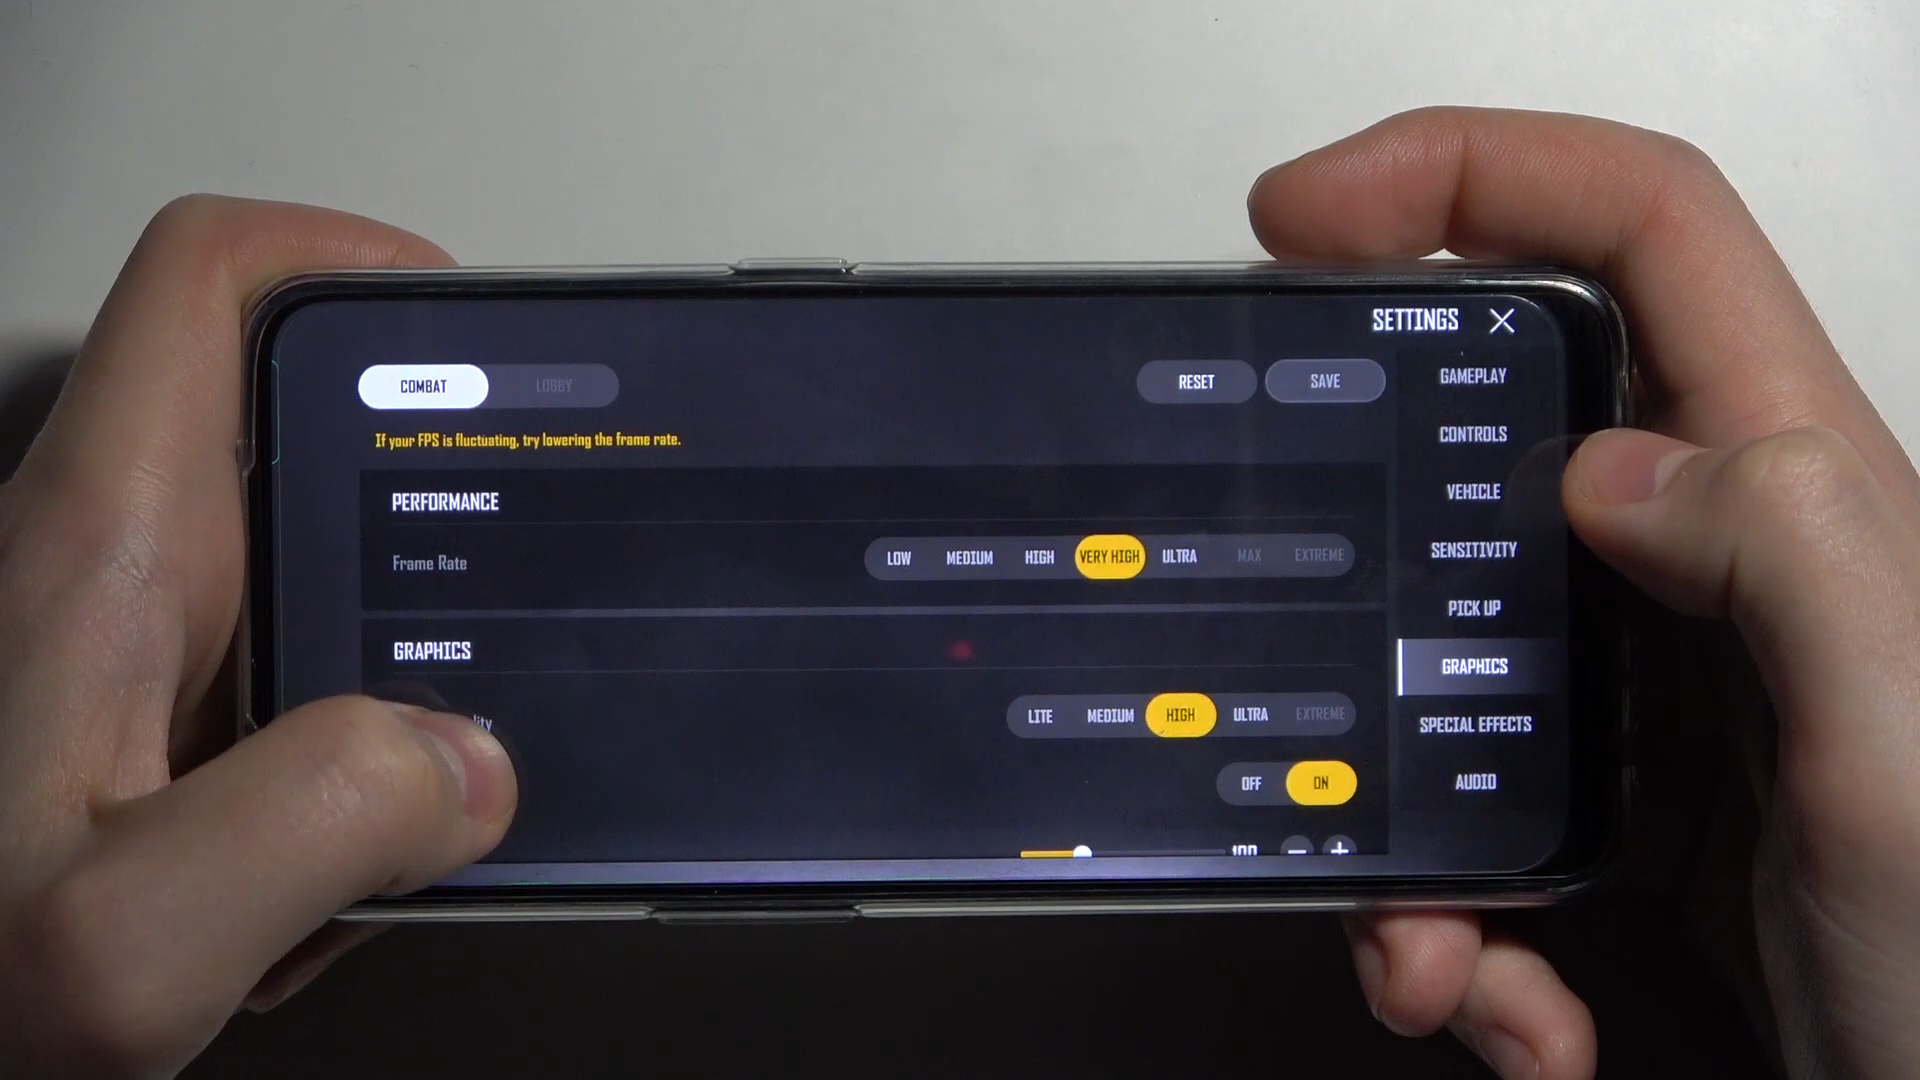 SETTINGS
COMBAT LOBBY RESET SAVE
If your FPS is fluctuating, try lowering the frame rate.
PERFORMANCE
Frame Rate LOW MEDIUM HIGH VERY HIGH ULTRA MAX EXTREME
GRAPHICS
LITE MEDIUM HIGH ULTRA EXTREME
OFF ON
100 − +
GAMEPLAY
CONTROLS
VEHICLE
SENSITIVITY
PICK UP
GRAPHICS
SPECIAL EFFECTS
AUDIO